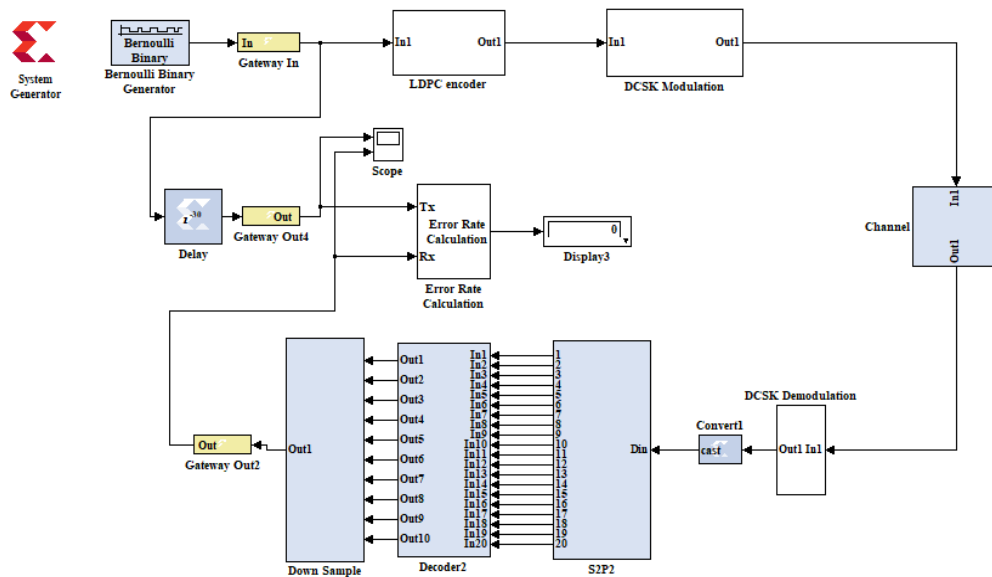 System
Generator
Bernoulli
Binary
Bernoulli Binary
Generator
In
Gateway In
In1
Out1
LDPC encoder
In1
Out1
DCSK Modulation
Scope
z-30
Delay
Out
Gateway Out4
Tx
Rx
Error Rate
Calculation
Error Rate
Calculation
0
Display3
Channel
In1
Out1
DCSK Demodulation
Out1 In1
Convert1
cast
Din
1
2
3
4
5
6
7
8
9
10
11
12
13
14
15
16
17
18
19
20
S2P2
In1
In2
In3
In4
In5
In6
In7
In8
In9
In10
In11
In12
In13
In14
In15
In16
In17
In18
In19
In20
Out1
Out2
Out3
Out4
Out5
Out6
Out7
Out8
Out9
Out10
Decoder2
Out1
Down Sample
Out
Gateway Out2